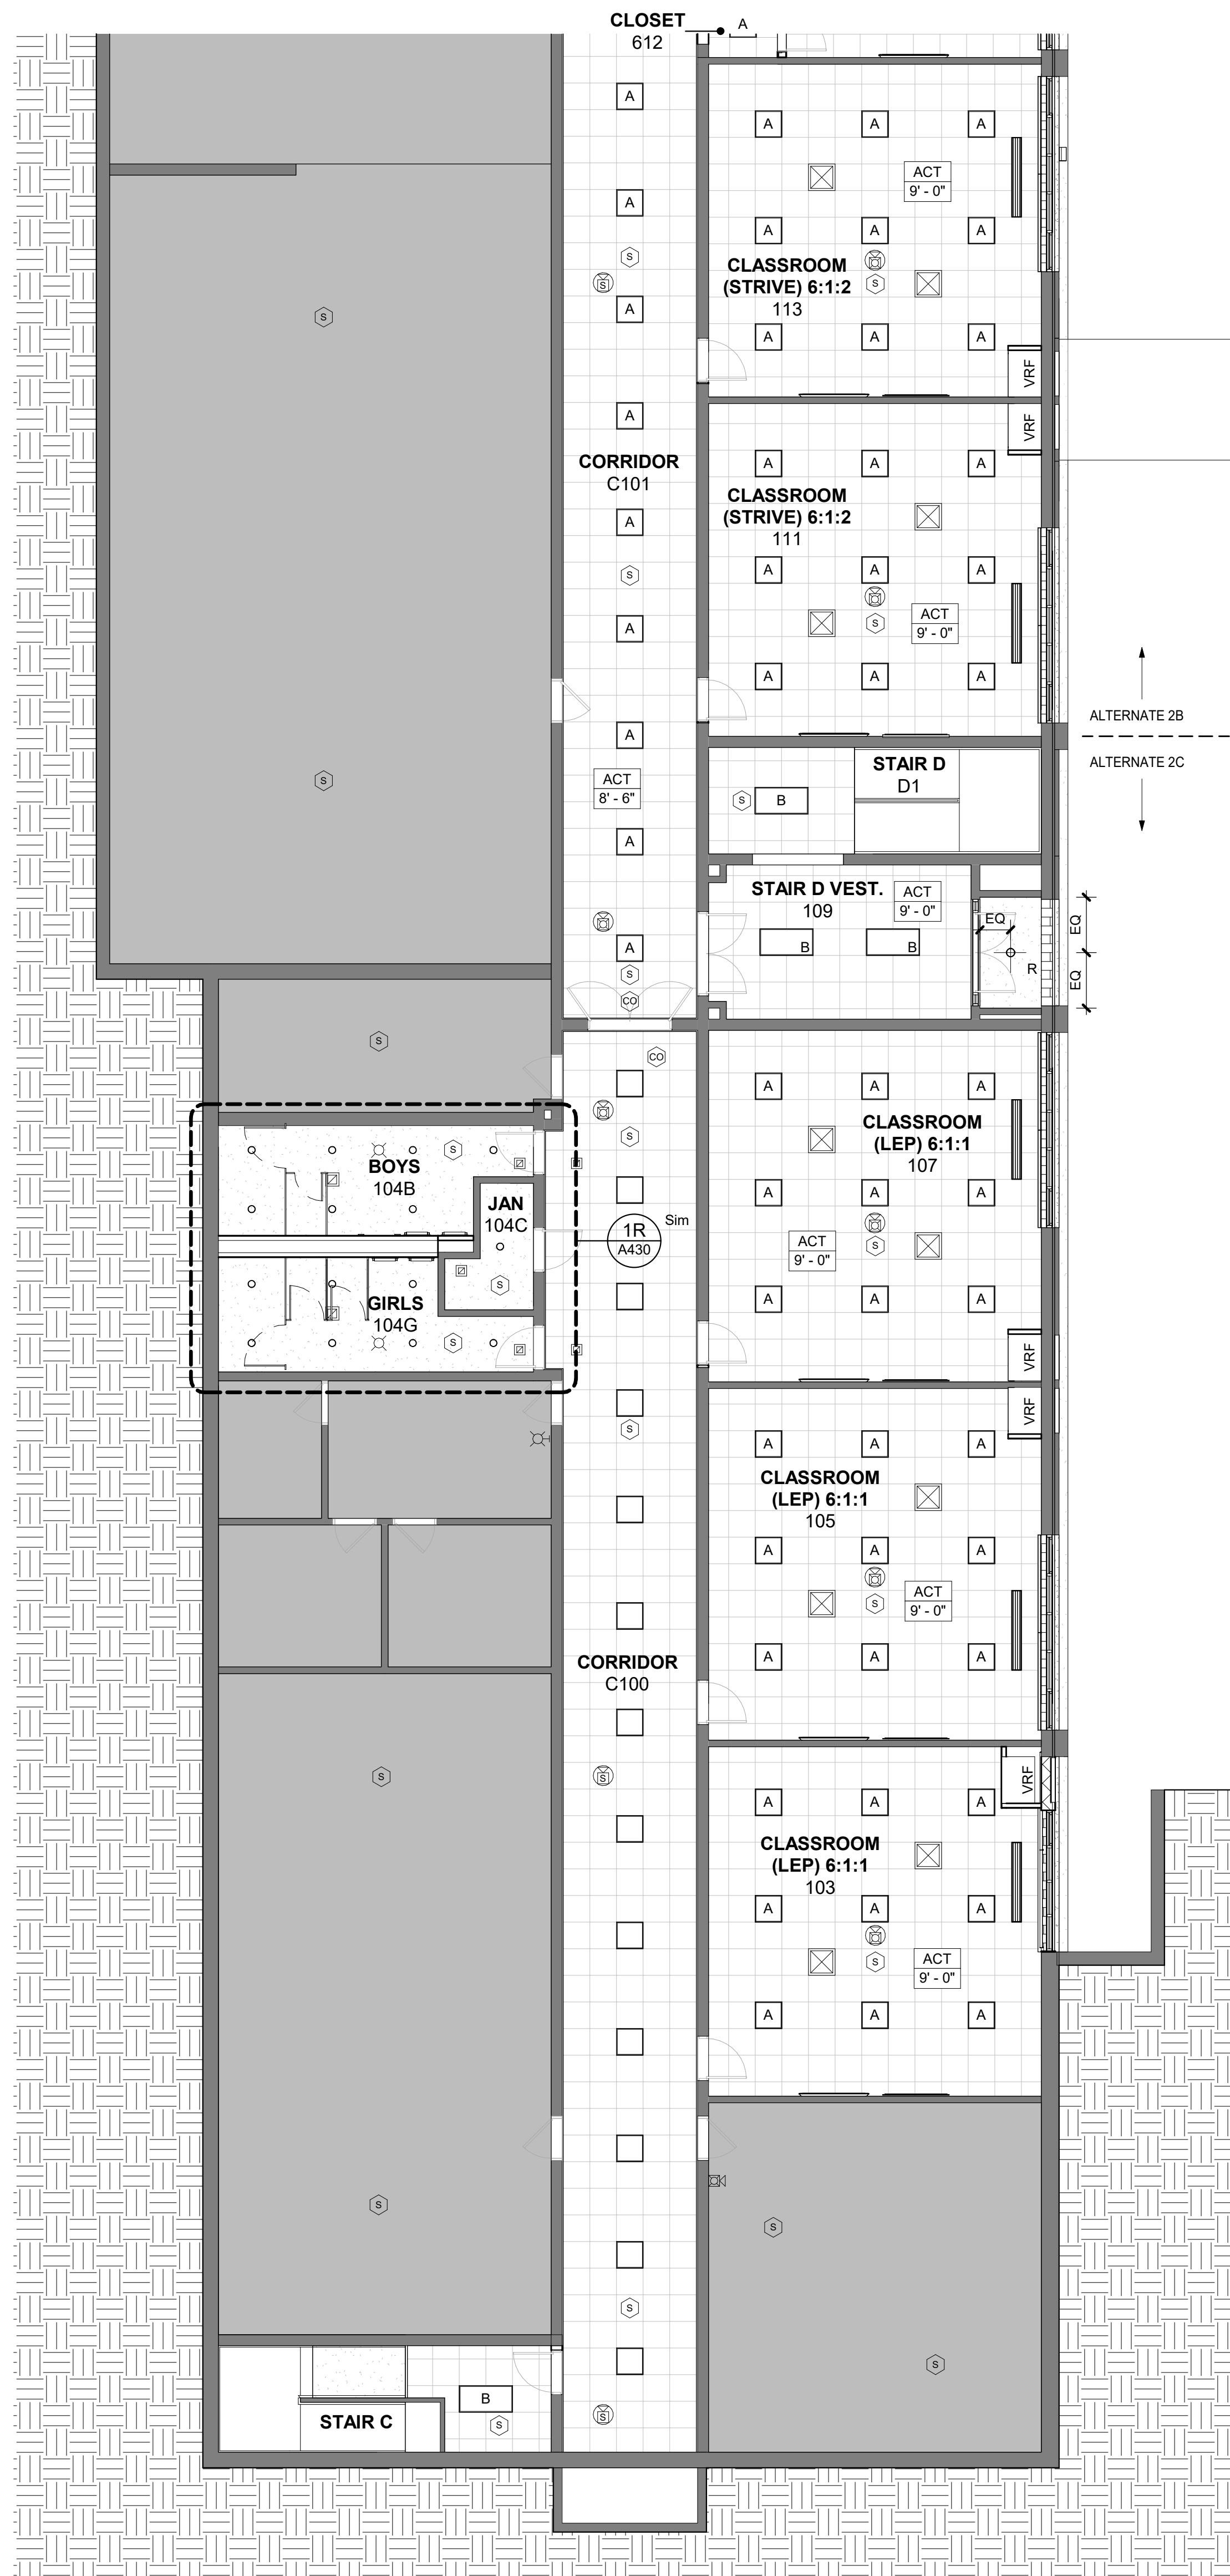 CLOSET
612
A
A
A A A
ACT
9' - 0"
A
A A A
S
CLASSROOM
(STRIVE) 6:1:2
113
S
S
S
A
A A A
VRF
A
VRF
CORRIDOR
C101
A A A
CLASSROOM
(STRIVE) 6:1:2
111
A
S
A A A
S
ACT
9' - 0"
A
A A A
ALTERNATE 2B
A
ALTERNATE 2C
STAIR D
D1
S
ACT
8' - 6"
S
B
A
STAIR D VEST.
109
ACT
9' - 0"
EQ
EQ
EQ
R
B
B
A
S
CO
S
CO
A A A
CLASSROOM
(LEP) 6:1:1
107
S
S
BOYS
104B
JAN
104C
A A A
Sim
1R
A430
S
ACT
9' - 0"
S
A A A
GIRLS
104G
S
VRF
VRF
S
S
A A A
CLASSROOM
(LEP) 6:1:1
105
A A A
S
ACT
9' - 0"
A A A
CORRIDOR
C100
S
S
VRF
A A A
CLASSROOM
(LEP) 6:1:1
103
A A A
S
ACT
9' - 0"
A A A
S
S
S
S
B
STAIR C
S
S